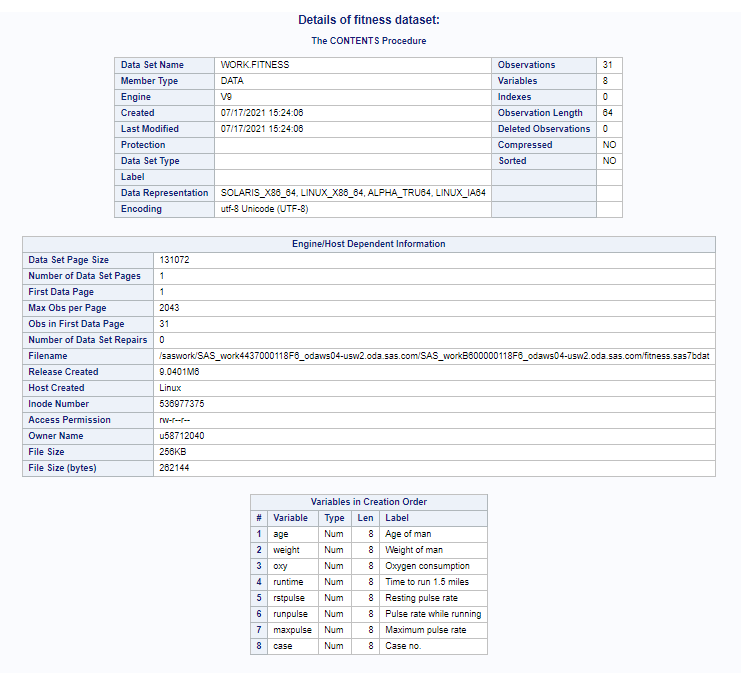 Details of fitness dataset:
The CONTENTS Procedure
Data Set Name WORK.FITNESS Observations 31
Member Type DATA Variables 8
Engine V9 Indexes 0
Created 07/17/2021 15:24:06 Observation Length 64
Last Modified 07/17/2021 15:24:06 Deleted Observations 0
Protection Compressed NO
Data Set Type Sorted NO
Label
Data Representation SOLARIS_X86_64, LINUX_X86_64, ALPHA_TRU64, LINUX_IA64
Encoding utf-8 Unicode (UTF-8)
Engine/Host Dependent Information
Data Set Page Size 131072
Number of Data Set Pages 1
First Data Page 1
Max Obs per Page 2043
Obs in First Data Page 31
Number of Data Set Repairs 0
Filename /saswork/SAS_work4437000118F6_odaws04-usw2.oda.sas.com/SAS_workB600000118F6_odaws04-usw2.oda.sas.com/fitness.sas7bdat
Release Created 9.0401M6
Host Created Linux
Inode Number 536977375
Access Permission rw-r--r--
Owner Name u58712040
File Size 256KB
File Size (bytes) 262144
Variables in Creation Order
# Variable Type Len Label
1 age Num 8 Age of man
2 weight Num 8 Weight of man
3 oxy Num 8 Oxygen consumption
4 runtime Num 8 Time to run 1.5 miles
5 rstpulse Num 8 Resting pulse rate
6 runpulse Num 8 Pulse rate while running
7 maxpulse Num 8 Maximum pulse rate
8 case Num 8 Case no.